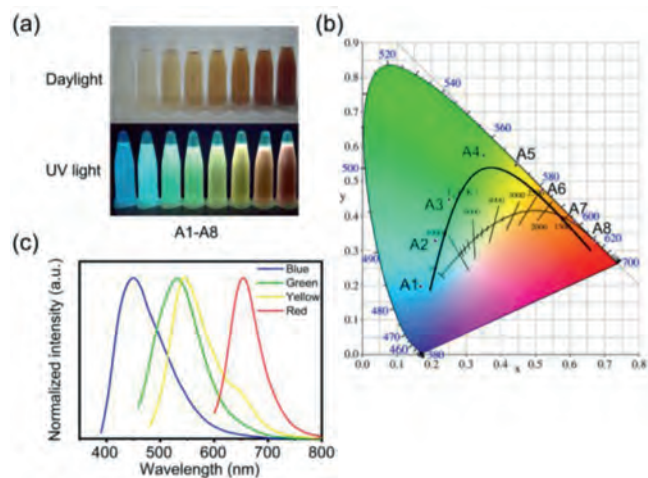 (a)
Daylight
UV light
A1-A8
(b)
0.9
0.8
0.7
0.6
0.5
0.4
0.3
0.2
0.1
0.0
0.0 0.1 0.2 0.3 0.4 0.5 0.6 0.7 0.8
x
y
520
540
560
580
600
620
700
500
490
480
470
460
380
A1
A2
A3
A4
A5
A6
A7
A8
2000
1500
(c)
Blue
Green
Yellow
Red
Normalized intensity (a.u.)
400 500 600 700 800
Wavelength (nm)